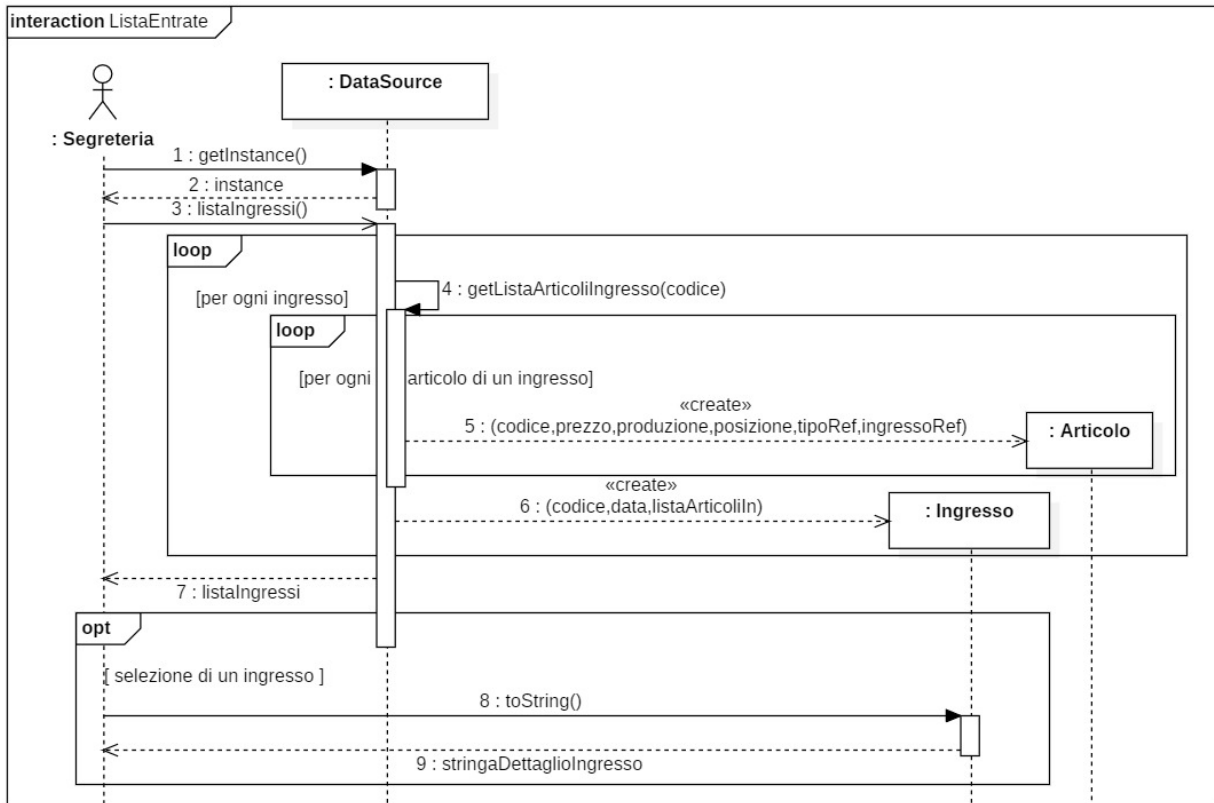 interaction ListaEntrate
: DataSource
: Segreteria
1 : getInstance()
2 : instance
3 : listaIngressi()
loop
4 : getListaArticoliIngresso(codice)
[per ogni ingresso]
loop
[per ogni articolo di un ingresso]
«create»
5 : (codice,prezzo,produzione,posizione,tipoRef,ingressoRef)
: Articolo
«create»
6 : (codice,data,listaArticoliIn)
: Ingresso
7 : listaIngressi
opt
[ selezione di un ingresso ]
8 : toString()
9 : stringaDettaglioIngresso